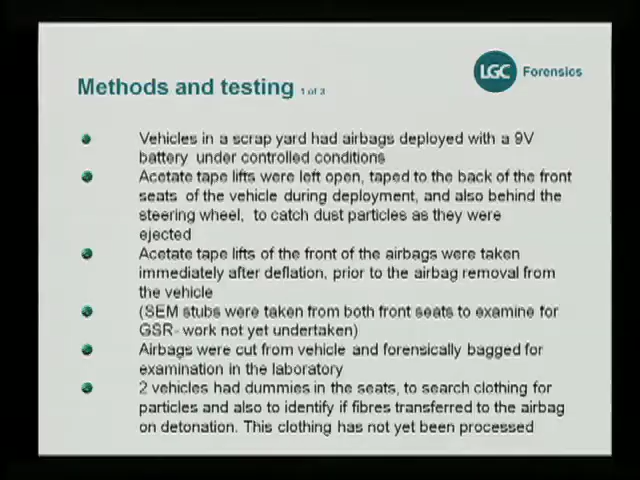 LGC Forensics
Methods and testing 1 of 3
Vehicles in a scrap yard had airbags deployed with a 9V
battery under controlled conditions
Acetate tape lifts were left open, taped to the back of the front
seats of the vehicle during deployment, and also behind the
steering wheel, to catch dust particles as they were
ejected
Acetate tape lifts of the front of the airbags were taken
immediately after deflation, prior to the airbag removal from
the vehicle
(SEM stubs were taken from both front seats to examine for
GSR- work not yet undertaken)
Airbags were cut from vehicle and forensically bagged for
examination in the laboratory
2 vehicles had dummies in the seats, to search clothing for
particles and also to identify if fibres transferred to the airbag
on detonation. This clothing has not yet been processed